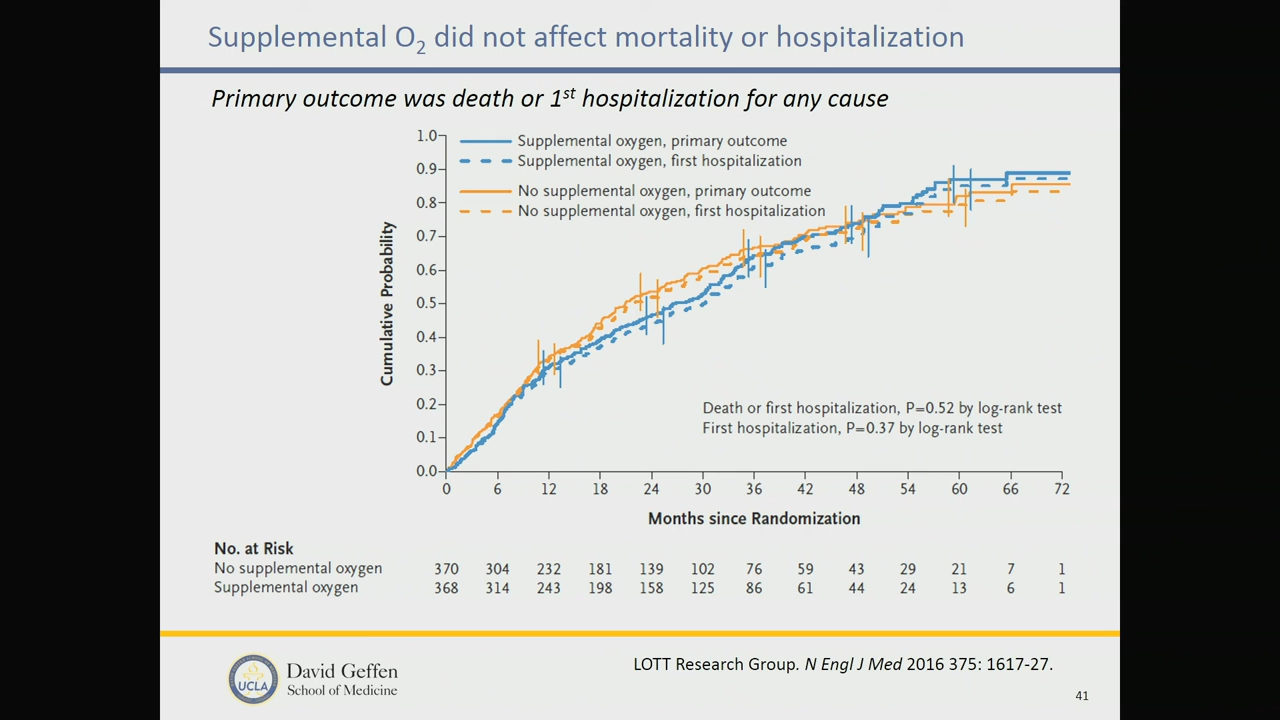 Supplemental O2 did not affect mortality or hospitalization
Primary outcome was death or 1st hospitalization for any cause
1.0
0.9
0.8
0.7
0.6
0.5
0.4
0.3
0.2
0.1
0.0
Cumulative Probability
Supplemental oxygen, primary outcome
Supplemental oxygen, first hospitalization
No supplemental oxygen, primary outcome
No supplemental oxygen, first hospitalization
Death or first hospitalization, P=0.52 by log-rank test
First hospitalization, P=0.37 by log-rank test
0 6 12 18 24 30 36 42 48 54 60 66 72
Months since Randomization
No. at Risk
No supplemental oxygen 370 304 232 181 139 102 76 59 43 29 21 7 1
Supplemental oxygen 368 314 243 198 158 125 86 61 44 24 13 6 1
UCLA
David Geffen
School of Medicine
LOTT Research Group. N Engl J Med 2016 375: 1617-27.
41